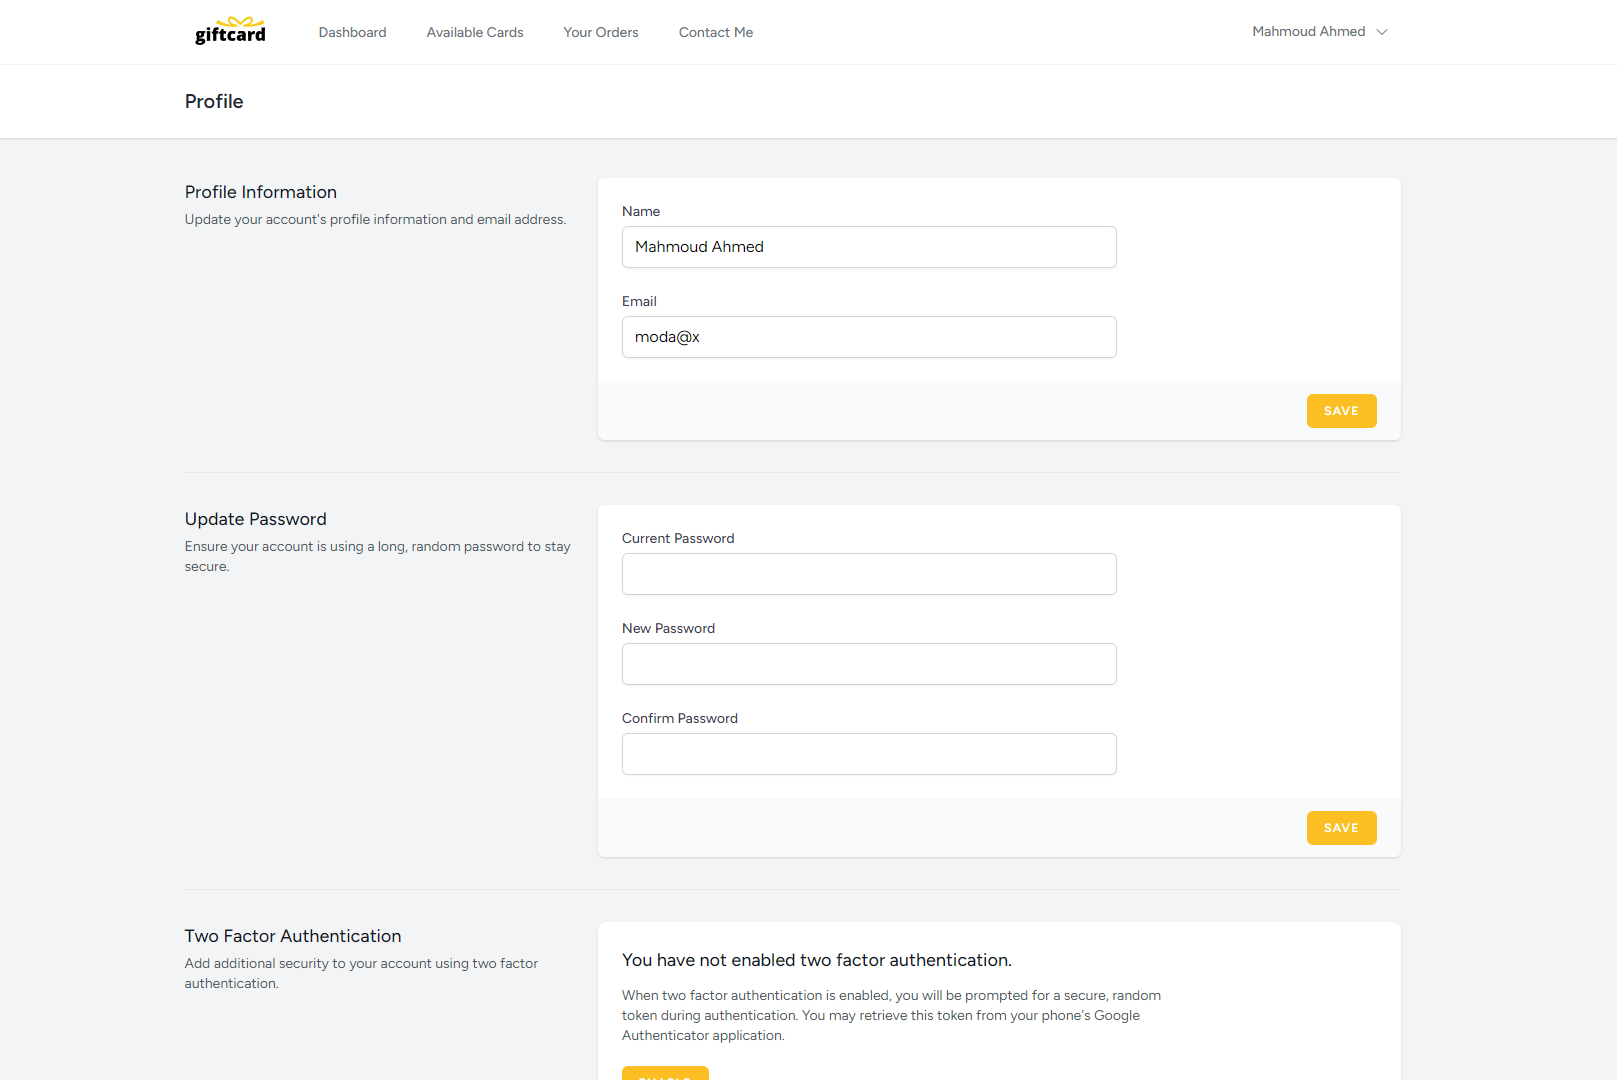 giftcard
Dashboard
Available Cards
Your Orders
Contact Me
Mahmoud Ahmed
Profile
Profile Information
Update your account's profile information and email address.
Name
Mahmoud Ahmed
Email
moda@x
SAVE
Update Password
Ensure your account is using a long, random password to stay
secure.
Current Password
New Password
Confirm Password
SAVE
Two Factor Authentication
Add additional security to your account using two factor
authentication.
You have not enabled two factor authentication.
When two factor authentication is enabled, you will be prompted for a secure, random
token during authentication. You may retrieve this token from your phone's Google
Authenticator application.